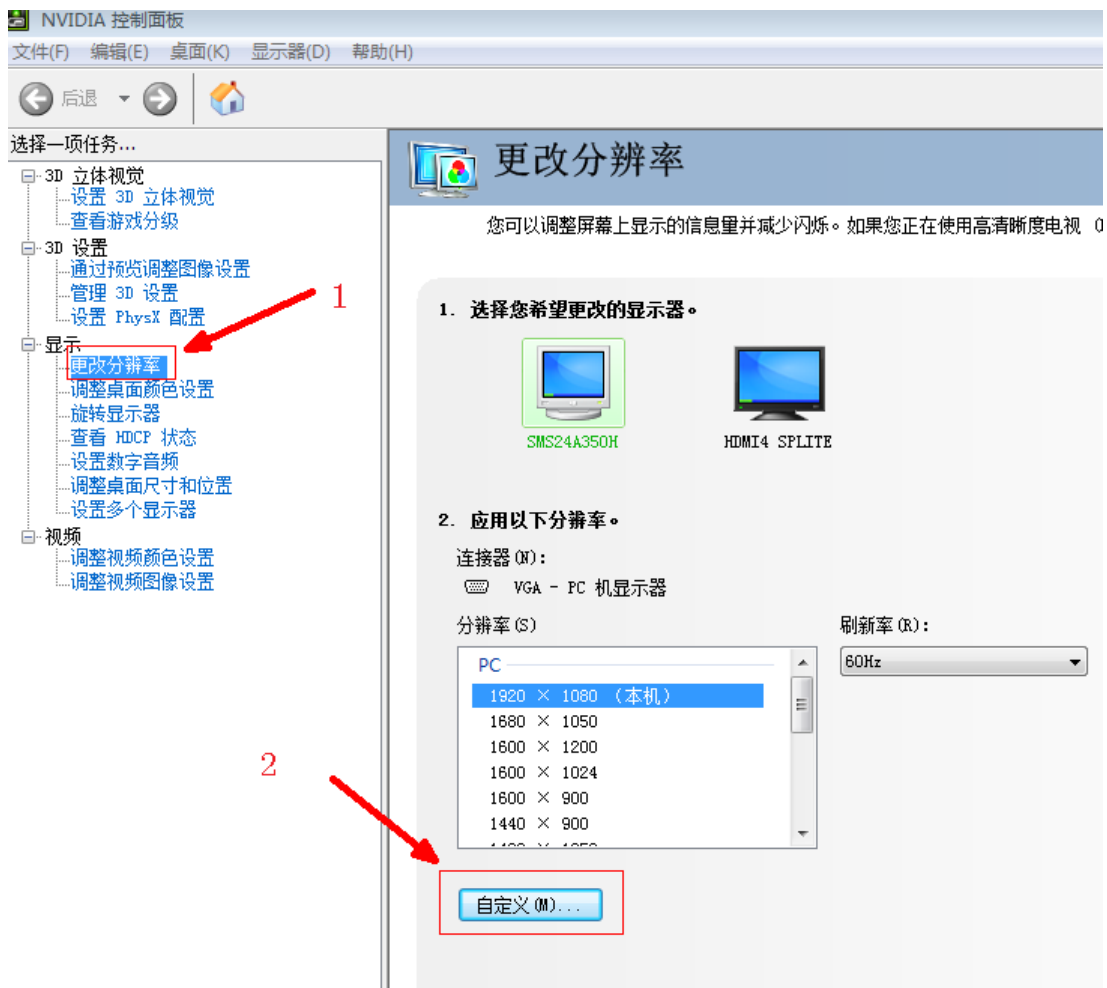 NVIDIA 控制面板
文件(F) 编辑(E) 桌面(K) 显示器(D) 帮助(H)
后退
选择一项任务...
3D 立体视觉
设置 3D 立体视觉
查看游戏分级
3D 设置
通过预览调整图像设置
管理 3D 设置
设置 PhysX 配置
显示
更改分辨率
调整桌面颜色设置
旋转显示器
查看 HDCP 状态
设置数字音频
调整桌面尺寸和位置
设置多个显示器
视频
调整视频颜色设置
调整视频图像设置
1
2
更改分辨率
您可以调整屏幕上显示的信息量并减少闪烁。如果您正在使用高清晰度电视
1. 选择您希望更改的显示器。
SMS24A350H HDMI4 SPLITE
2. 应用以下分辨率。
连接器(N):
VGA - PC 机显示器
分辨率(S) 刷新率(R):
PC 60Hz
1920 × 1080 (本机)
1680 × 1050
1600 × 1200
1600 × 1024
1600 × 900
1440 × 900
自定义(M)...